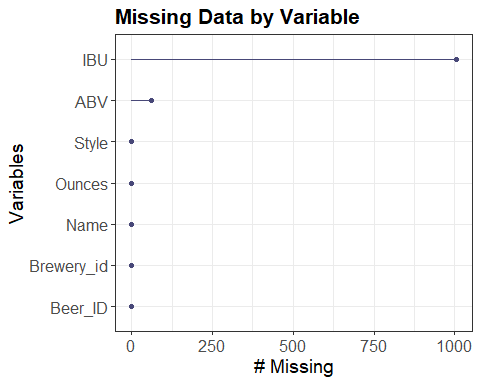 Missing Data by Variable
Variables
IBU
ABV
Style
Ounces
Name
Brewery_id
Beer_ID
0 250 500 750 1000
# Missing